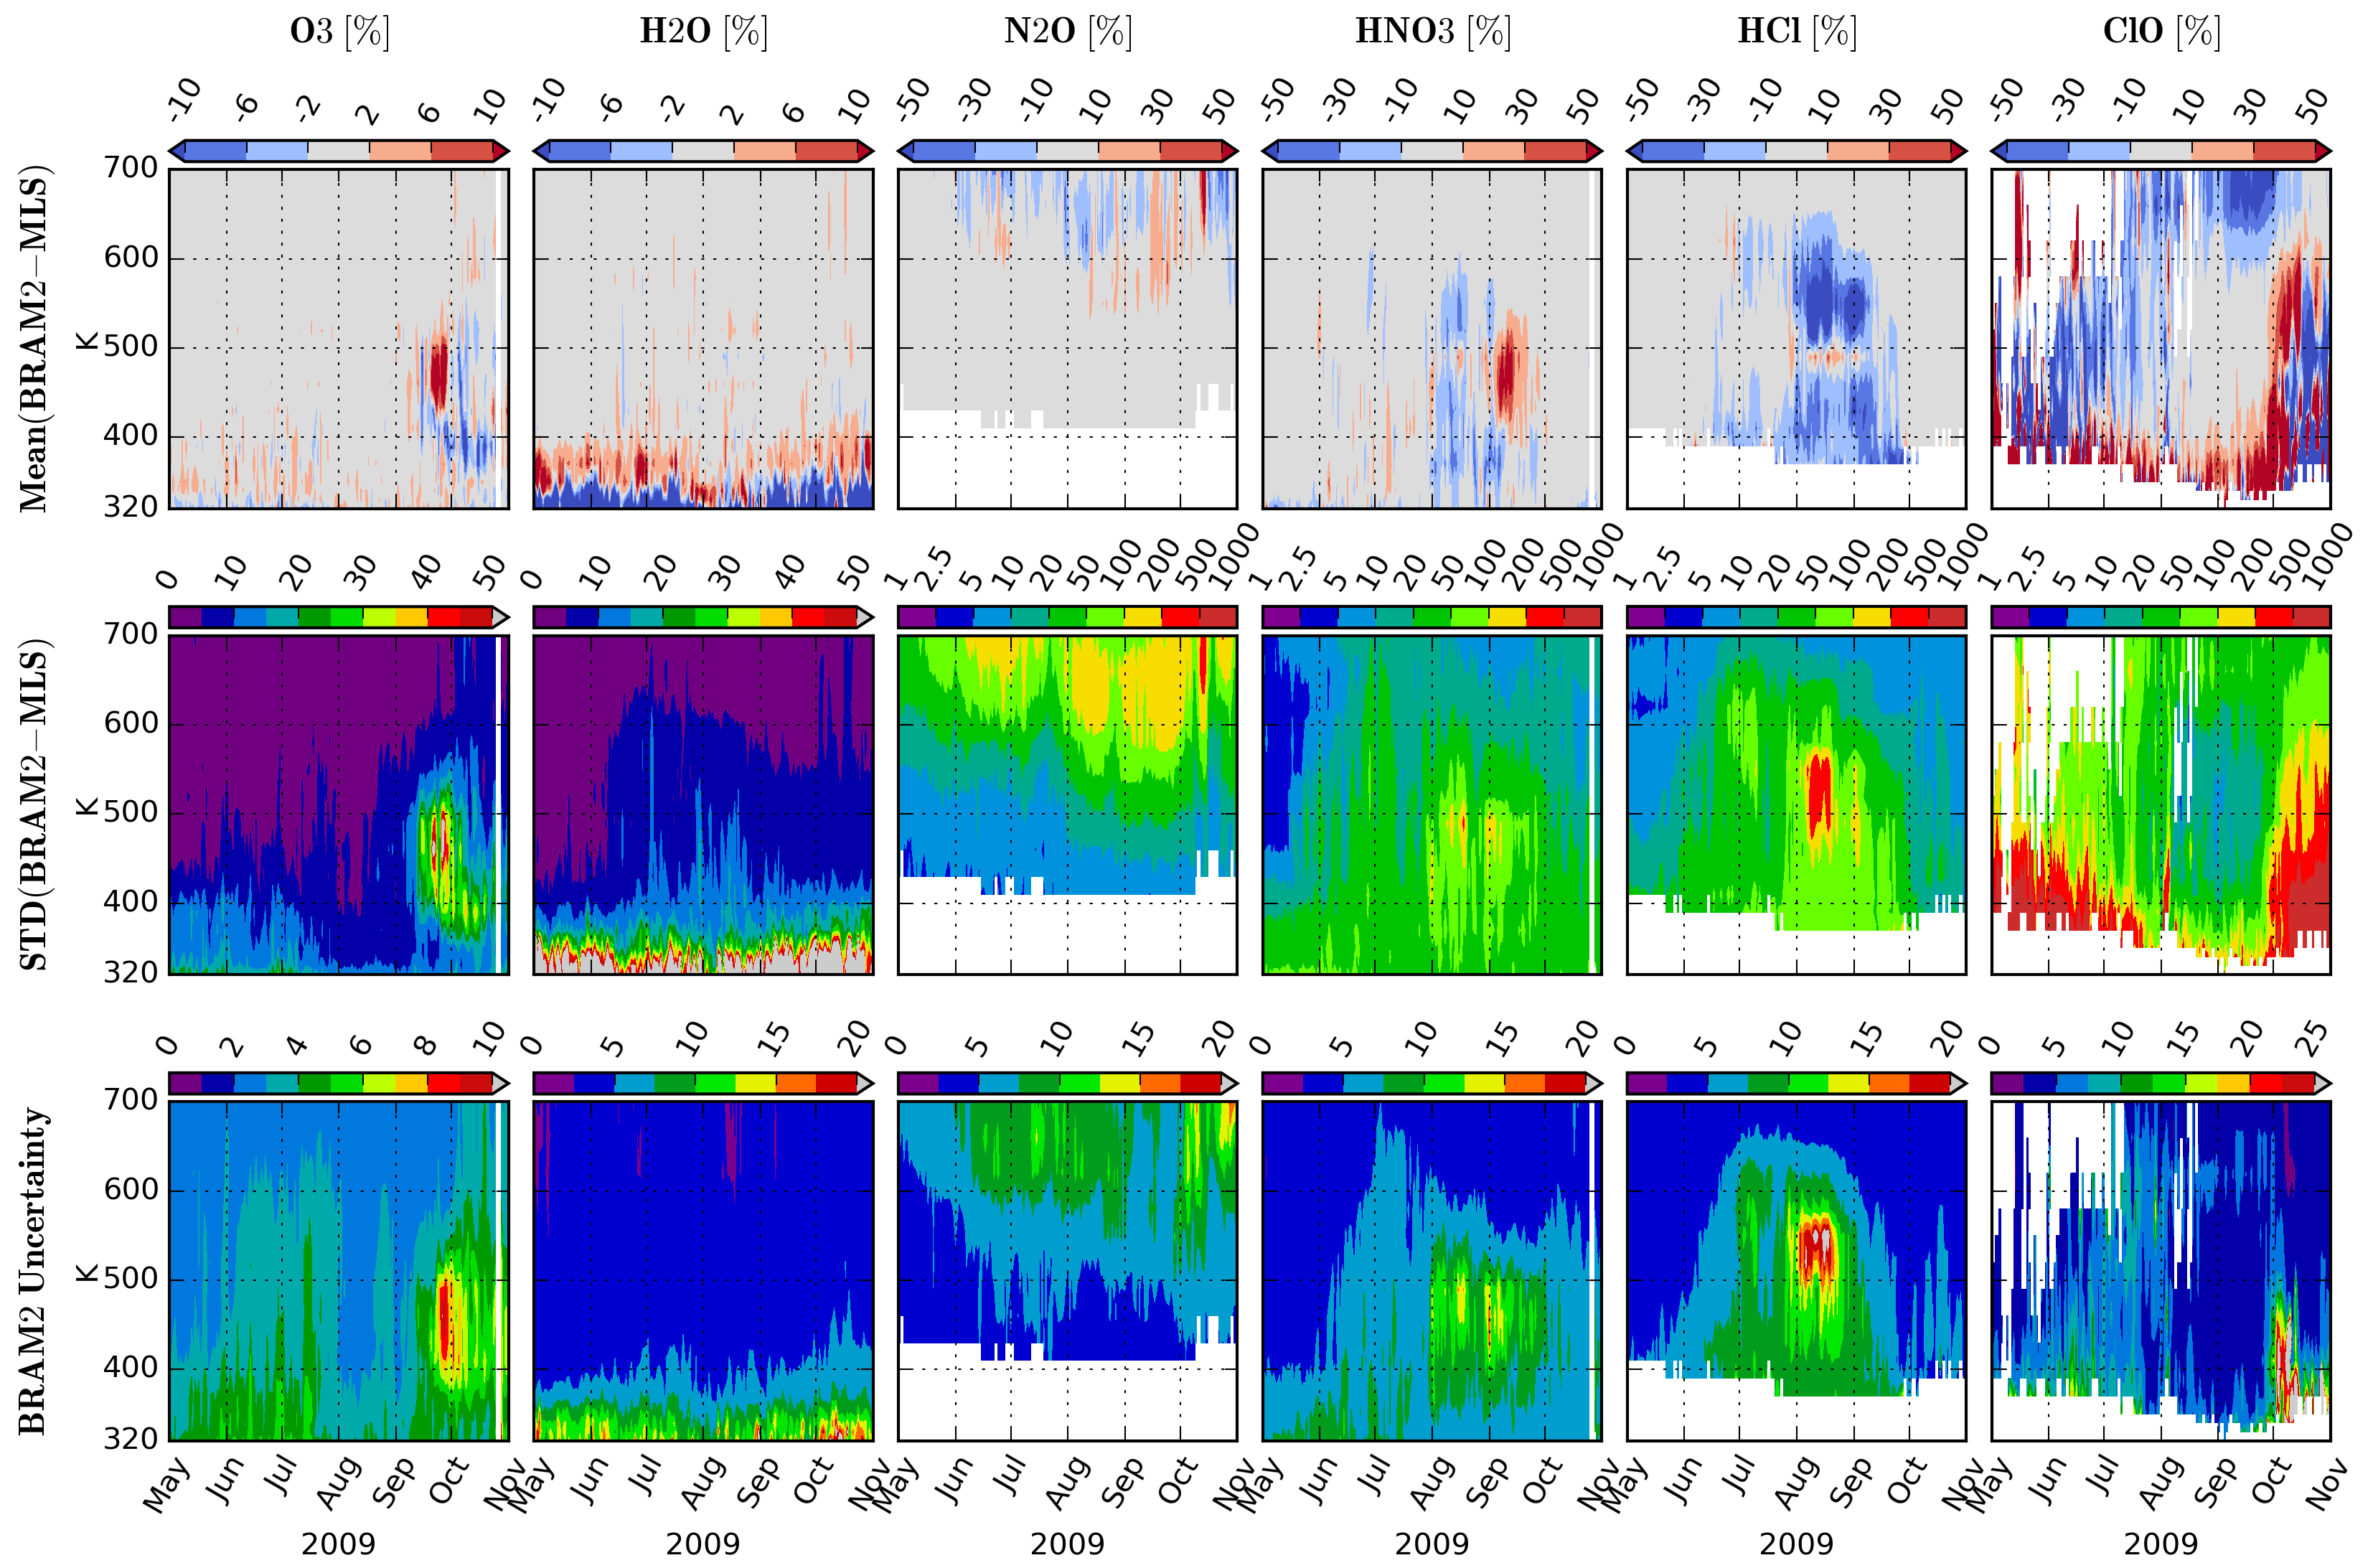 O3 [%] H2O [%] N2O [%] HNO3 [%] HCl [%] ClO [%]
-10 -6 -2 2 6 10 -10 -6 -2 2 6 10 -50 -30 -10 10 30 50 -50 -30 -10 10 30 50 -50 -30 -10 10 30 50 -50 -30 -10 10 30 50
Mean(BRAM2−MLS)
K
700
600
500
400
320
0 10 20 30 40 50 0 10 20 30 40 50 1 2.5 5 10 20 50 100 200 500 1000 1 2.5 5 10 20 50 100 200 500 1000 1 2.5 5 10 20 50 100 200 500 1000 1 2.5 5 10 20 50 100 200 500 1000
STD(BRAM2−MLS)
K
700
600
500
400
320
0 2 4 6 8 10 0 5 10 15 20 0 5 10 15 20 0 5 10 15 20 0 5 10 15 20 0 5 10 15 20 25
BRAM2 Uncertainty
K
700
600
500
400
320
May Jun Jul Aug Sep Oct Nov May Jun Jul Aug Sep Oct Nov May Jun Jul Aug Sep Oct Nov May Jun Jul Aug Sep Oct Nov May Jun Jul Aug Sep Oct Nov May Jun Jul Aug Sep Oct Nov
2009 2009 2009 2009 2009 2009